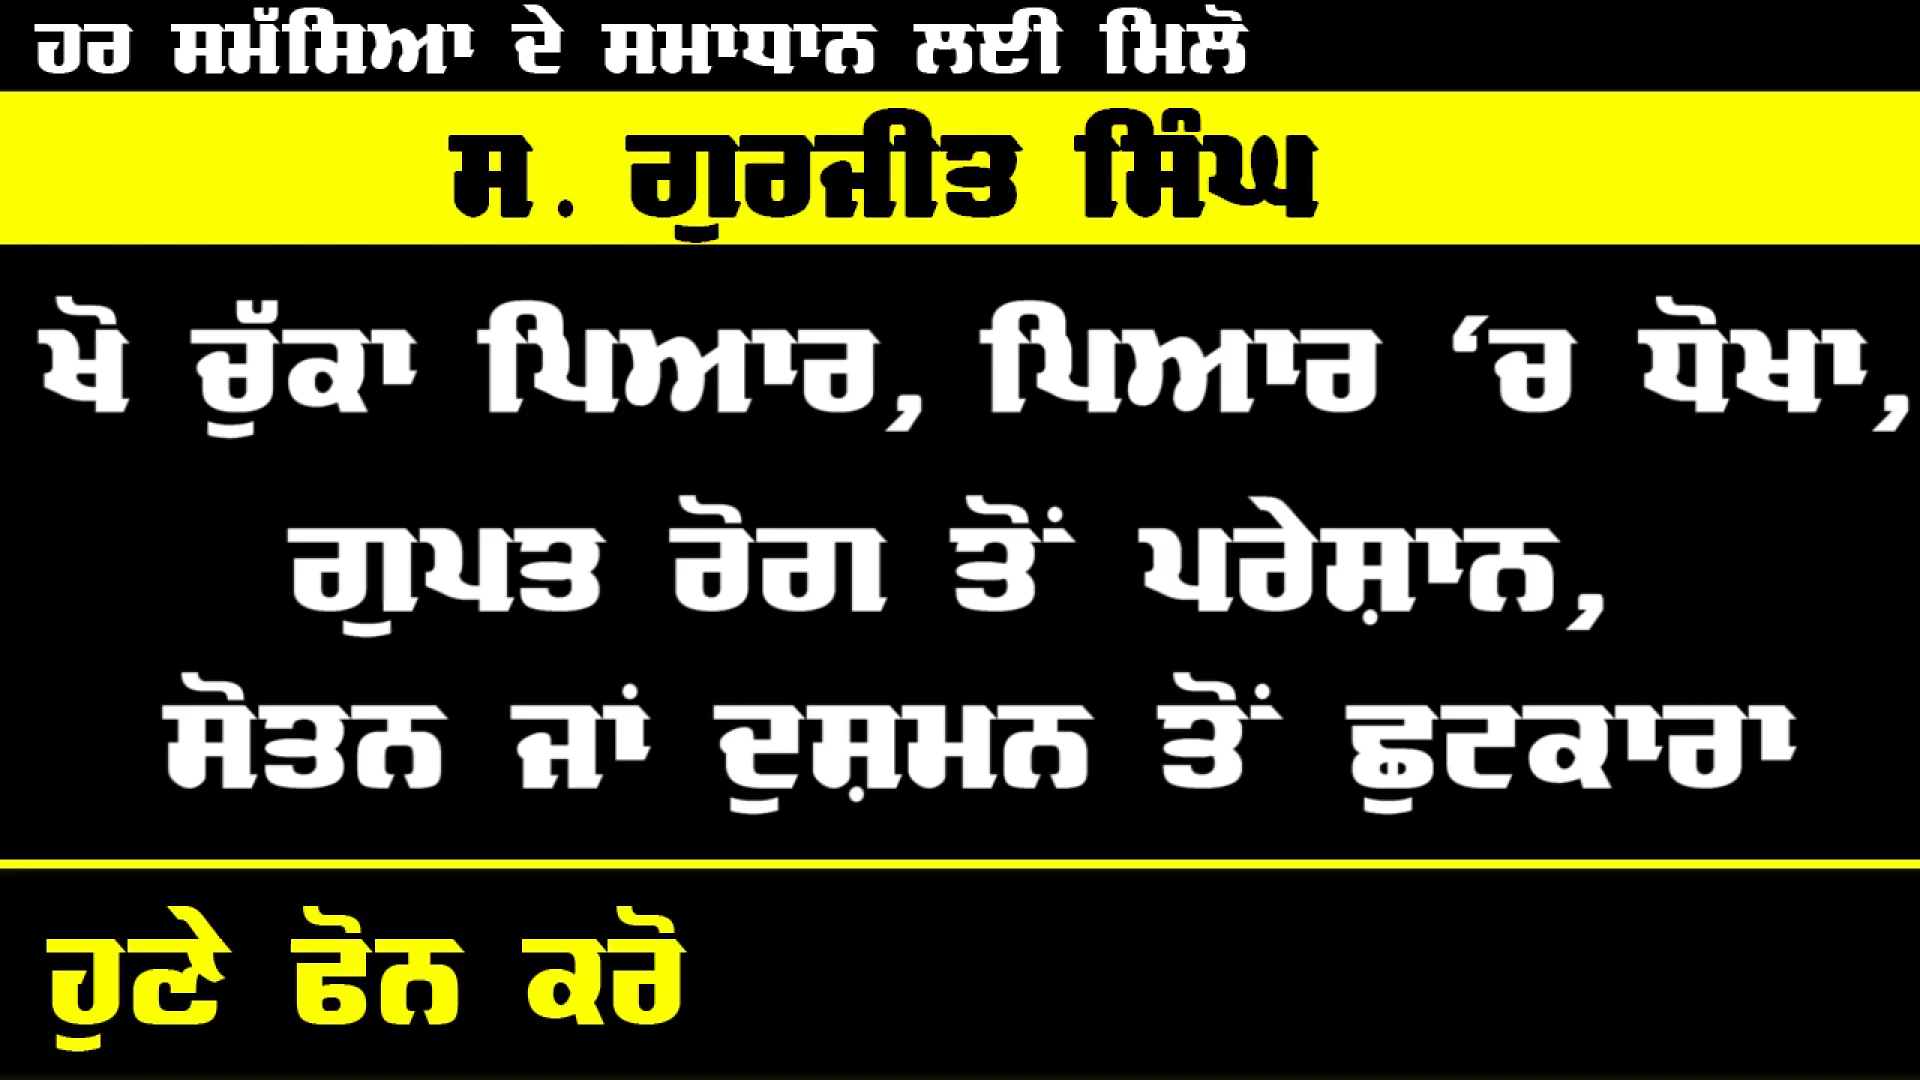 ਹਰ ਸਮੱਸਿਆ ਦੇ ਸਮਾਧਾਨ ਲਈ ਮਿਲੋ
ਸ. ਗੁਰਜੀਤ ਸਿੰਘ
ਖੋ ਚੁੱਕਾ ਪਿਆਰ, ਪਿਆਰ ‘ਚ ਧੋਖਾ,
ਗੁਪਤ ਰੋਗ ਤੋਂ ਪਰੇਸ਼ਾਨ,
ਸੋਤਨ ਜਾਂ ਦੁਸ਼ਮਨ ਤੋਂ ਛੁਟਕਾਰਾ
ਹੁਣੇ ਫੋਨ ਕਰੋ